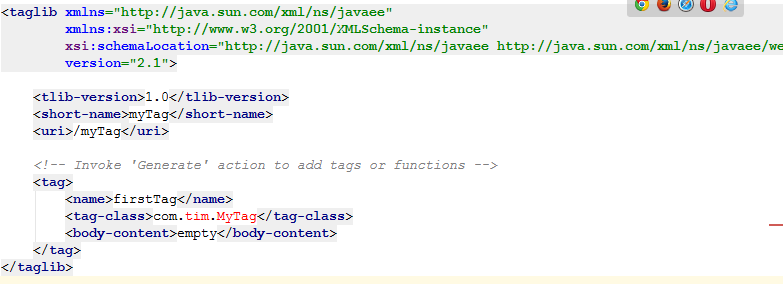 <taglib xmlns="http://java.sun.com/xml/ns/javaee"
xmlns:xsi="http://www.w3.org/2001/XMLSchema-instance"
xsi:schemaLocation="http://java.sun.com/xml/ns/javaee http://java.sun.com/xml/ns/javaee/we
version="2.1">
<tlib-version>1.0</tlib-version>
<short-name>myTag</short-name>
<uri>/myTag</uri>
<!-- Invoke 'Generate' action to add tags or functions -->
<tag>
<name>firstTag</name>
<tag-class>com.tim.MyTag</tag-class>
<body-content>empty</body-content>
</tag>
</taglib>